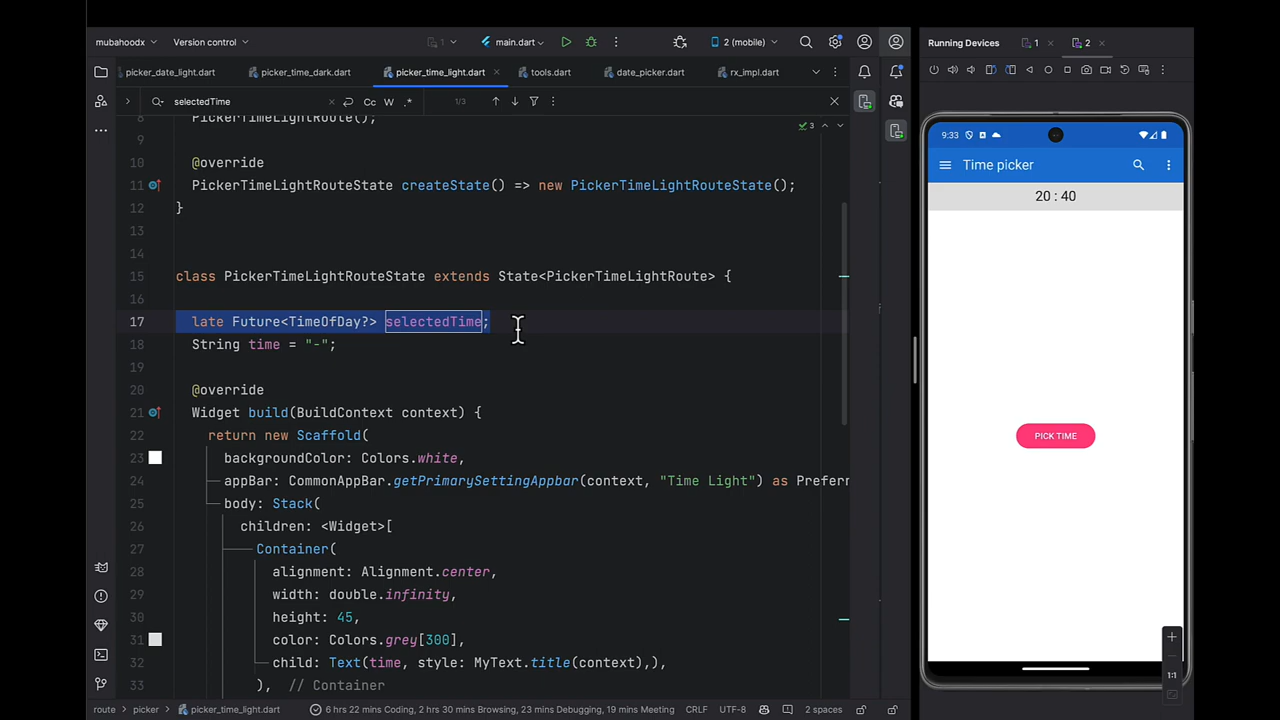 mubahoodx
Version control
1
main.dart
2 (mobile)
Running Devices
1
2
picker_date_light.dart
picker_time_dark.dart
picker_time_light.dart
tools.dart
date_picker.dart
rx_impl.dart
selectedTime
Cc
W
.*
1/3
3
8
PickerTimeLightRoute();
9
10 @override
11 PickerTimeLightRouteState createState() => new PickerTimeLightRouteState();
12 }
13
14
15 class PickerTimeLightRouteState extends State<PickerTimeLightRoute> {
16
17 late Future<TimeOfDay?> selectedTime;
18 String time = "-";
19
20 @override
21 Widget build(BuildContext context) {
22 return new Scaffold(
23 backgroundColor: Colors.white,
24 appBar: CommonAppBar.getPrimarySettingAppbar(context, "Time Light") as Prefer
25 body: Stack(
26 children: <Widget>[
27 Container(
28 alignment: Alignment.center,
29 width: double.infinity,
30 height: 45,
31 color: Colors.grey[300],
32 child: Text(time, style: MyText.title(context),),
33 ), // Container
route
picker
picker_time_light.dart
6 hrs 22 mins Coding, 2 hrs 30 mins Browsing, 23 mins Debugging, 19 mins Meeting
CRLF
UTF-8
2 spaces
9:33
Time picker
20 : 40
PICK TIME
1:1